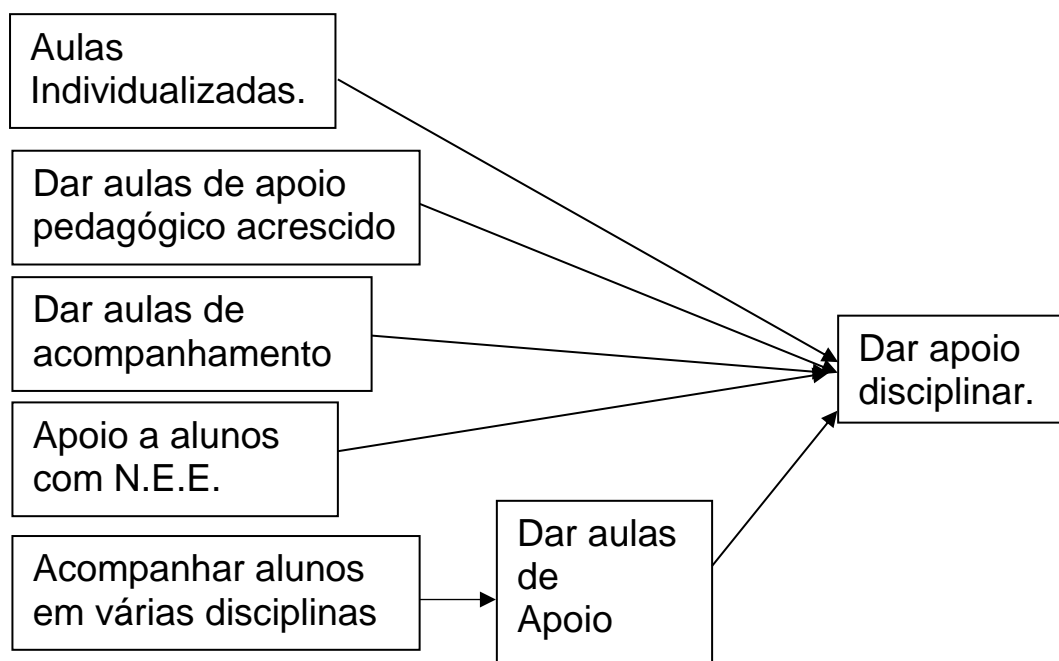 Aulas
Individualizadas.
Dar aulas de apoio
pedagógico acrescido
Dar aulas de
acompanhamento
Dar apoio
disciplinar.
Apoio a alunos
com N.E.E.
Acompanhar alunos
em várias disciplinas
Dar aulas
de
Apoio